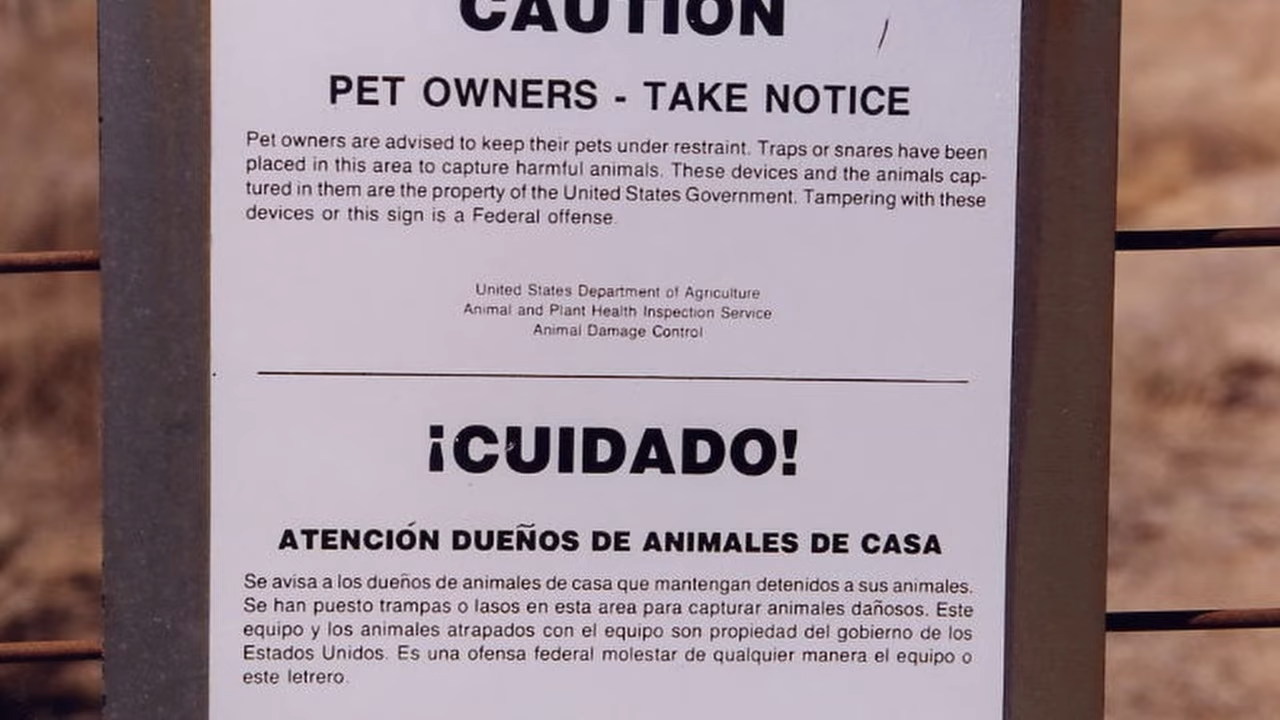 CAUTION
PET OWNERS - TAKE NOTICE
Pet owners are advised to keep their pets under restraint. Traps or snares have been
placed in this area to capture harmful animals. These devices and the animals cap-
tured in them are the property of the United States Government. Tampering with these
devices or this sign is a Federal offense.
United States Department of Agriculture
Animal and Plant Health Inspection Service
Animal Damage Control
¡CUIDADO!
ATENCIÓN DUEÑOS DE ANIMALES DE CASA
Se avisa a los dueños de animales de casa que mantengan detenidos a sus animales.
Se han puesto trampas o lasos en esta area para capturar animales dañosos. Este
equipo y los animales atrapados con el equipo son propiedad del gobierno de los
Estados Unidos. Es una ofensa federal molestar de qualquier manera el equipo o
este letrero.